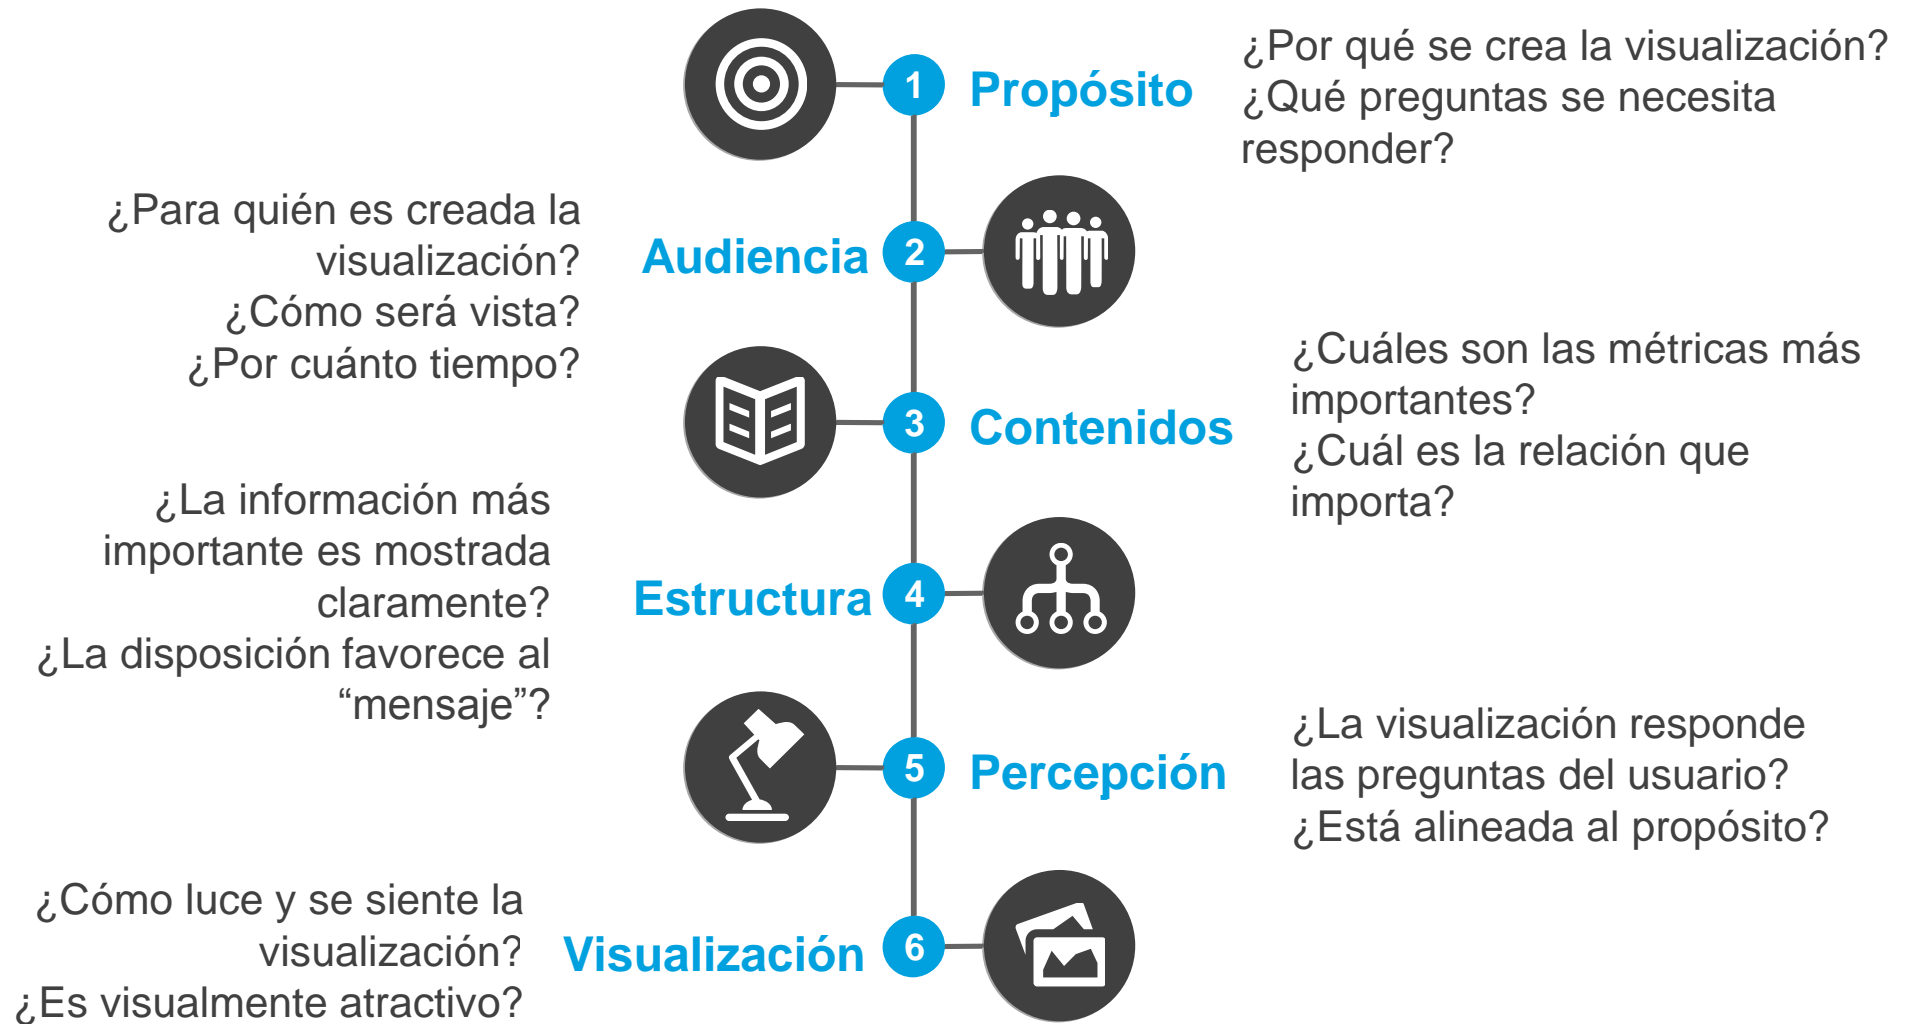 1
Propósito
¿Por qué se crea la visualización?
¿Qué preguntas se necesita
responder?
2
Audiencia
¿Para quién es creada la
visualización?
¿Cómo será vista?
¿Por cuánto tiempo?
3
Contenidos
¿Cuáles son las métricas más
importantes?
¿Cuál es la relación que
importa?
4
Estructura
¿La información más
importante es mostrada
claramente?
¿La disposición favorece al
“mensaje”?
5
Percepción
¿La visualización responde
las preguntas del usuario?
¿Está alineada al propósito?
6
Visualización
¿Cómo luce y se siente la
visualización?
¿Es visualmente atractivo?